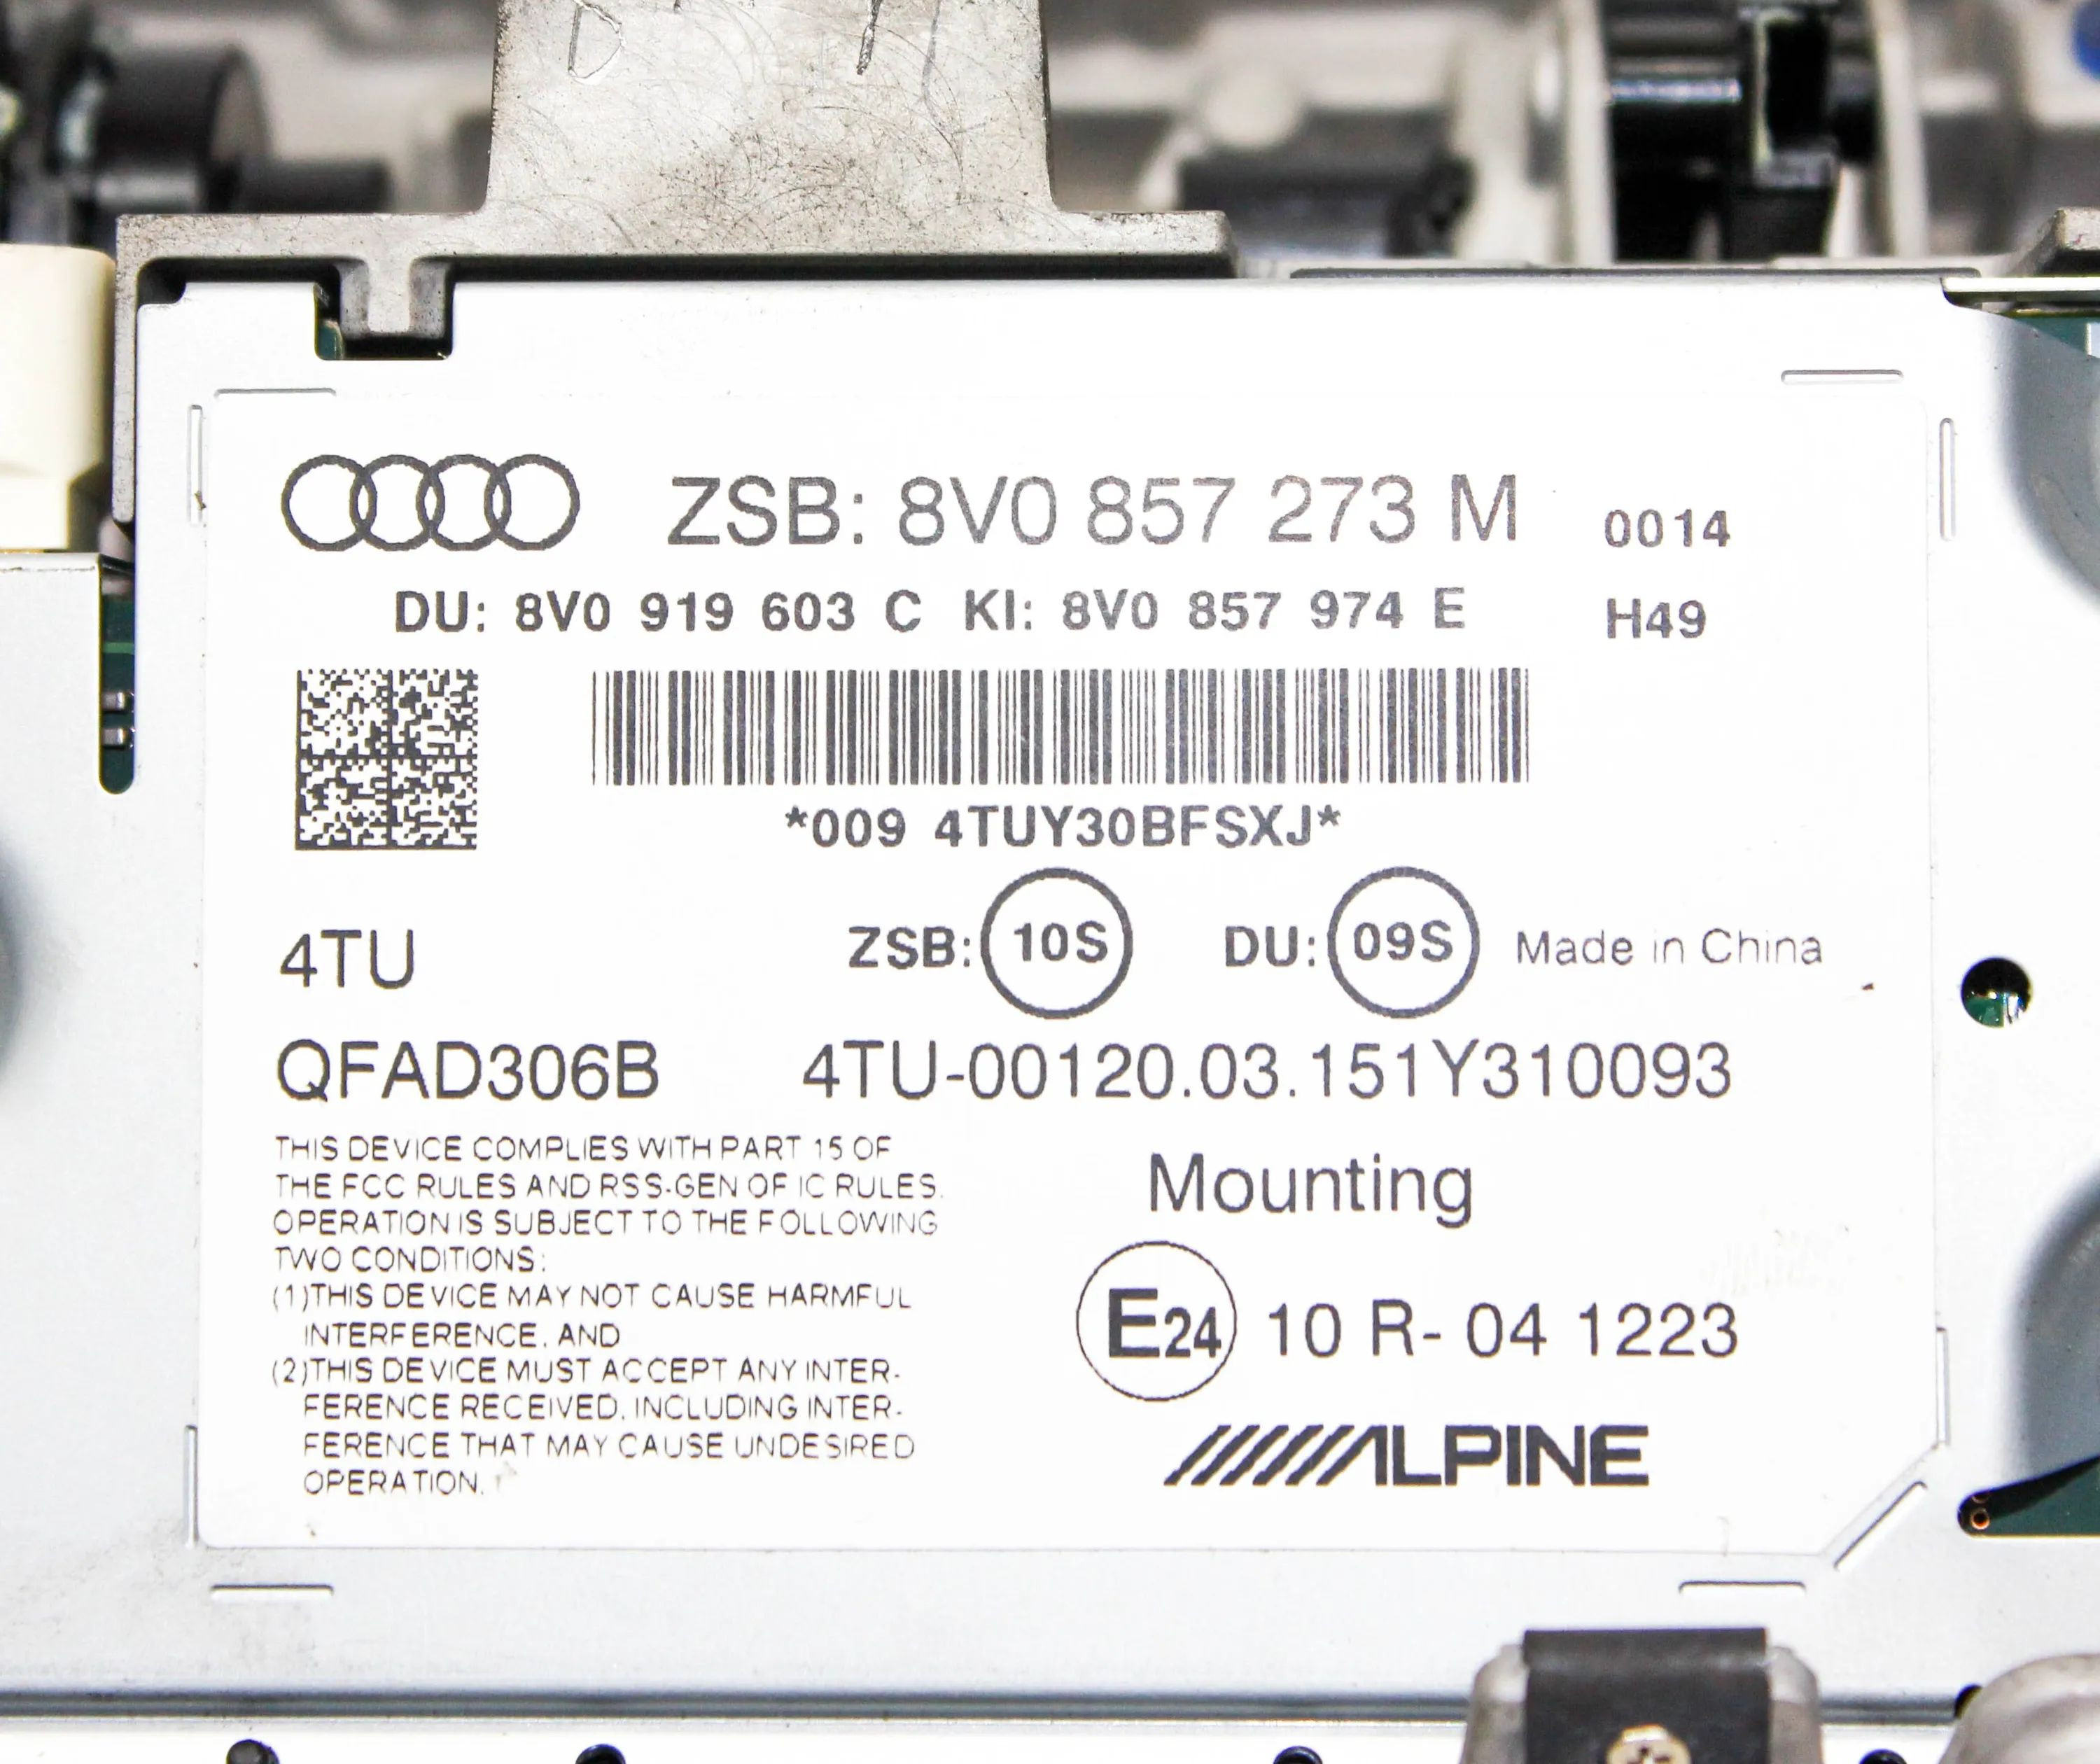 ZSB: 8V0 857 273 M 0014
DU: 8V0 919 603 C KI: 8V0 857 974 E H49
*009 4TUY30BFSXJ*
4TU ZSB: 10S DU: 09S Made in China
QFAD306B 4TU-00120.03.151Y310093
THIS DEVICE COMPLIES WITH PART 15 OF
THE FCC RULES AND RSS-GEN OF IC RULES.
OPERATION IS SUBJECT TO THE FOLLOWING
TWO CONDITIONS:
(1)THIS DEVICE MAY NOT CAUSE HARMFUL
INTERFERENCE, AND
(2)THIS DEVICE MUST ACCEPT ANY INTER-
FERENCE RECEIVED, INCLUDING INTER-
FERENCE THAT MAY CAUSE UNDESIRED
OPERATION.
Mounting
E24 10 R- 04 1223
ALPINE